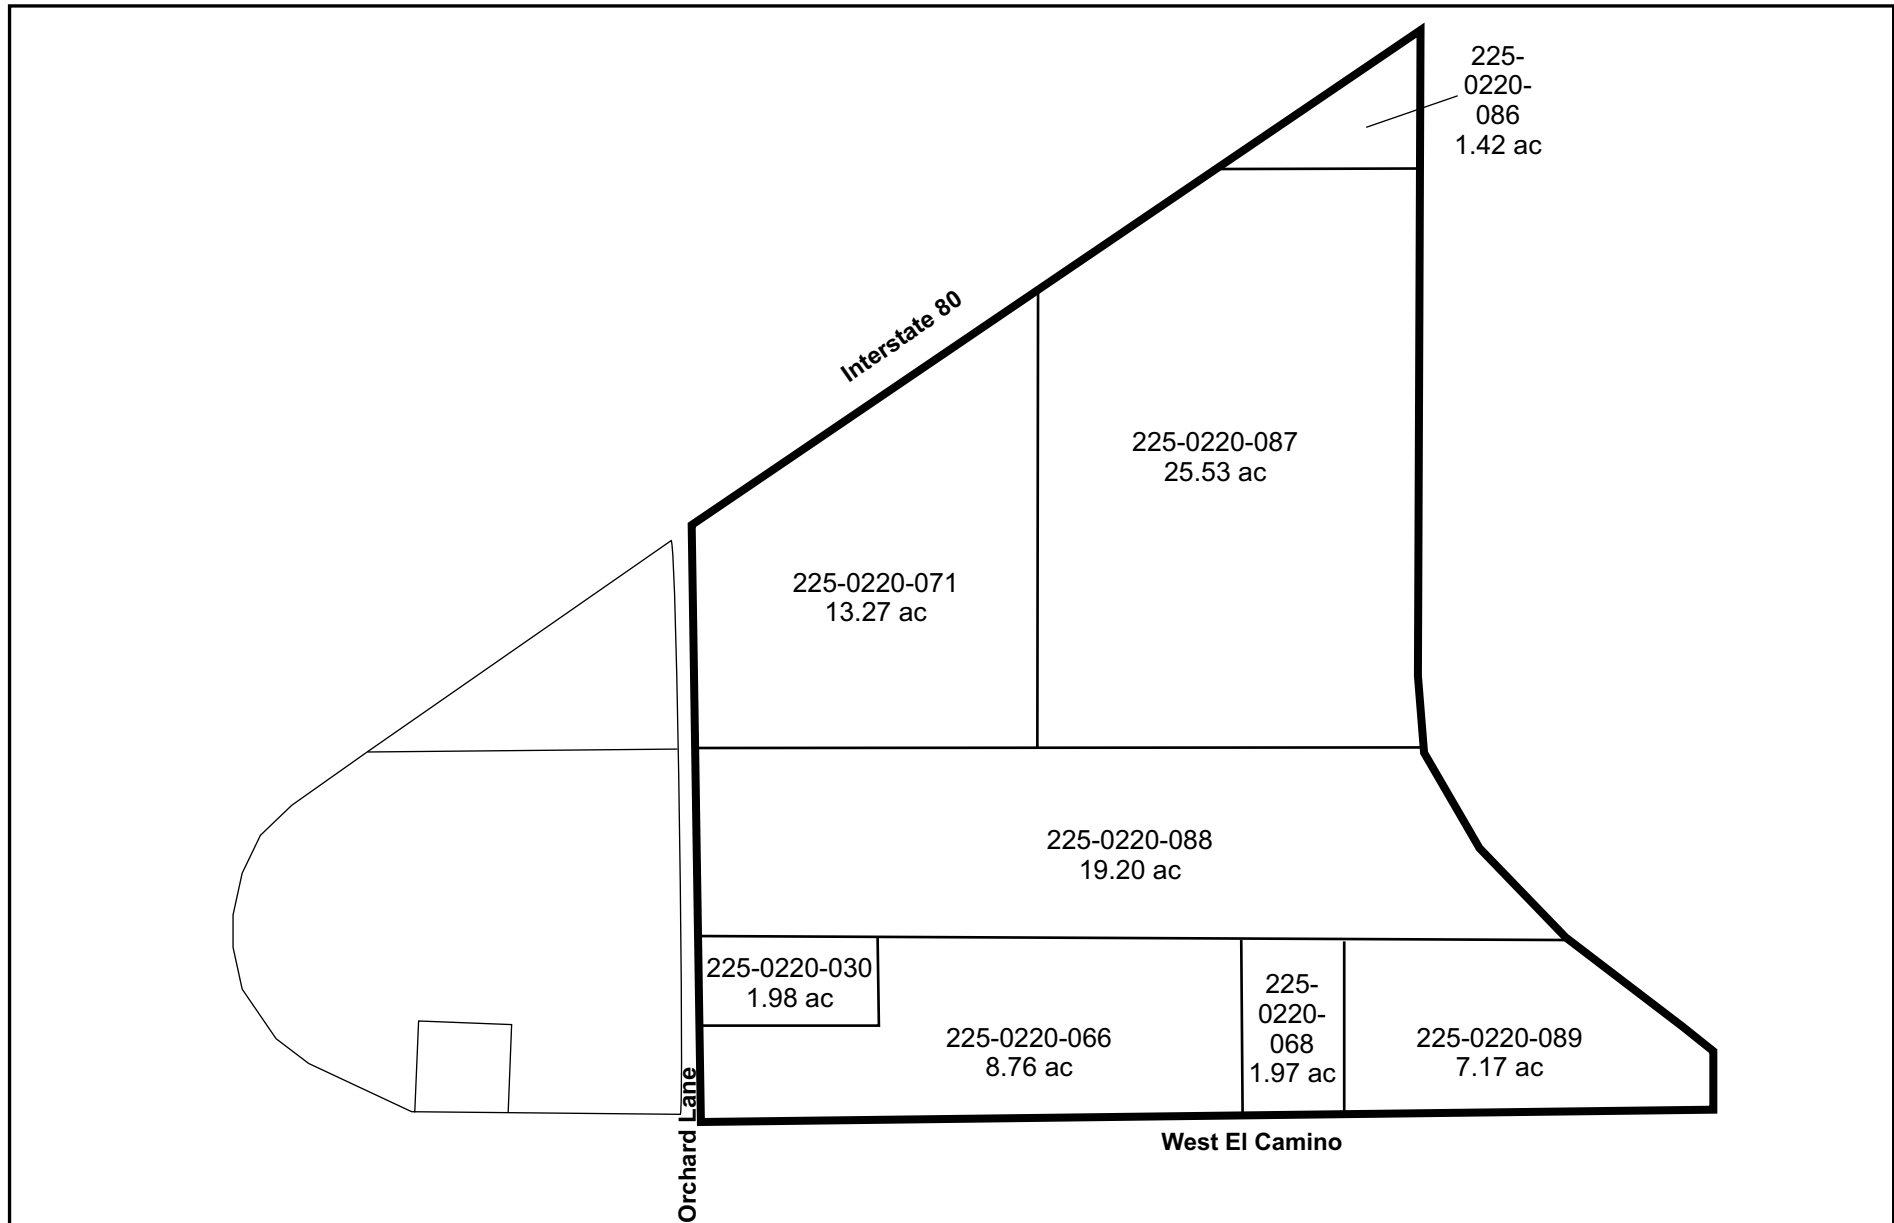 225-
0220-
086
1.42 ac
Interstate 80
225-0220-087
25.53 ac
225-0220-071
13.27 ac
225-0220-088
19.20 ac
225-0220-030
1.98 ac
225-0220-066
8.76 ac
225-
0220-
068
1.97 ac
225-0220-089
7.17 ac
Orchard Lane
West El Camino